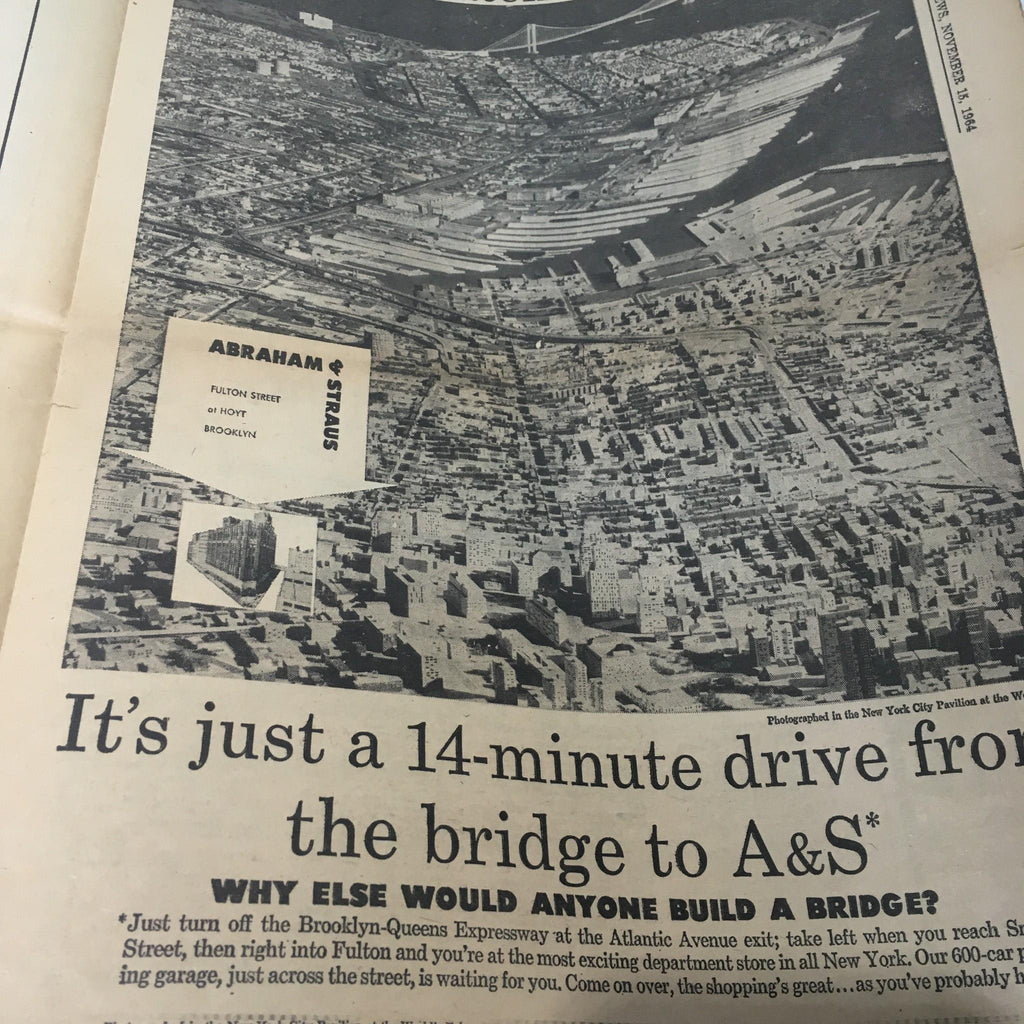 WS, NOVEMBER 15, 1964
ABRAHAM & STRAUS
FULTON STREET
at HOYT
BROOKLYN
Photographed in the New York City Pavilion at the
It's just a 14-minute drive
the bridge to A&S*
WHY ELSE WOULD ANYONE BUILD A BRIDGE?
*Just turn off the Brooklyn-Queens Expressway at the Atlantic Avenue exit; take left when you reach
Street, then right into Fulton and you're at the most exciting department store in all New York. Our 600-car
ing garage, just across the street, is waiting for you. Come on over, the shopping's great...as you've probably